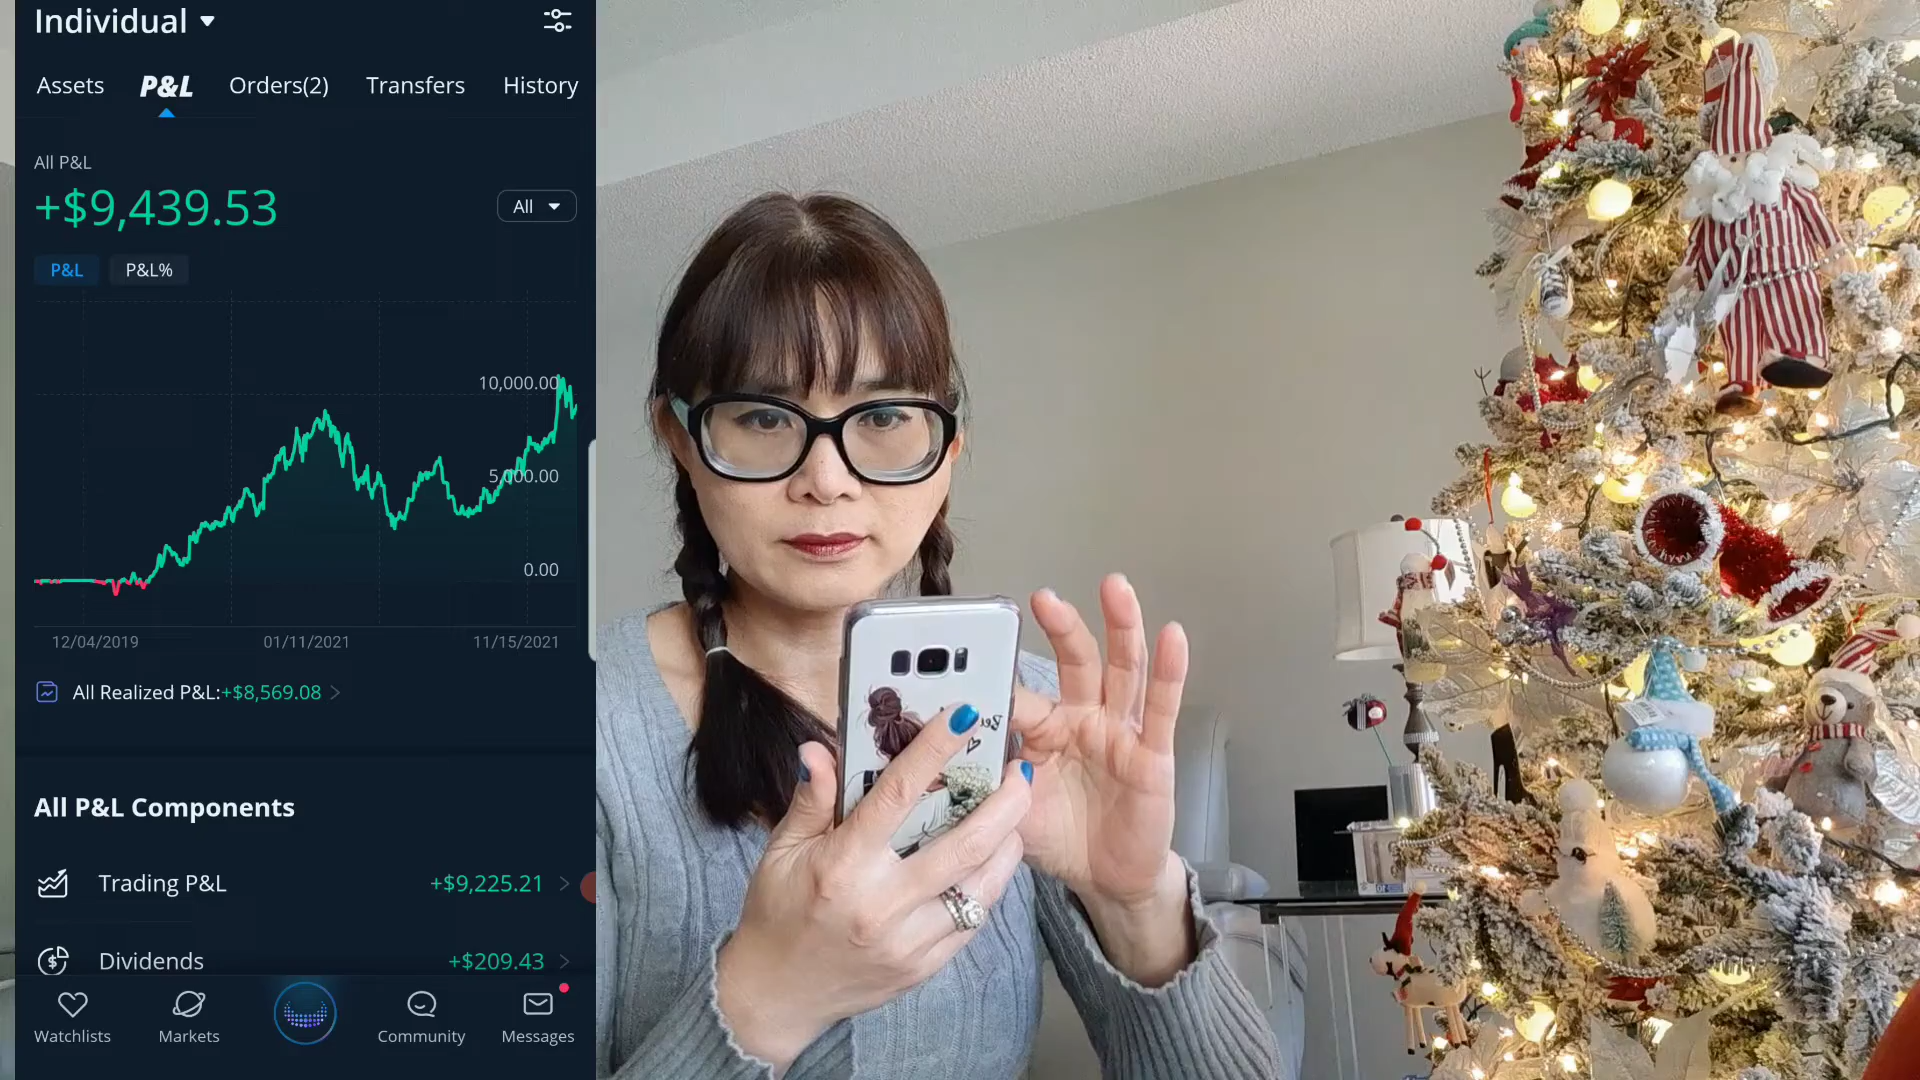 Individual
Assets P&L Orders(2) Transfers History
All P&L
+$9,439.53
All
P&L P&L%
10,000.00
5,000.00
0.00
12/04/2019 01/11/2021 11/15/2021
All Realized P&L:+$8,569.08
All P&L Components
Trading P&L +$9,225.21
Dividends +$209.43
Watchlists Markets Community Messages